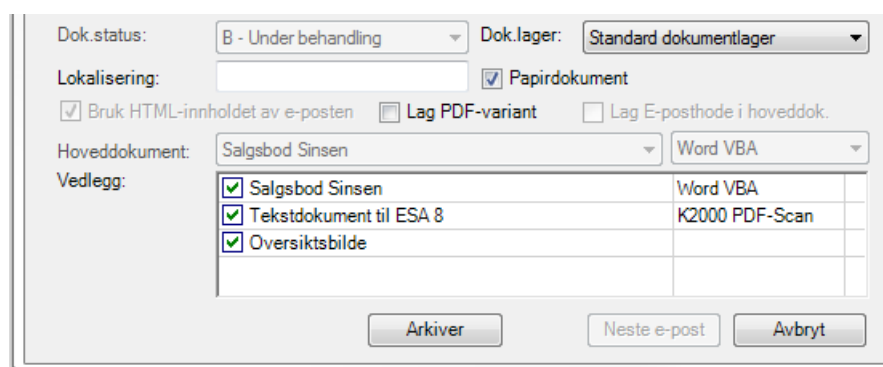 Dok.status: B - Under behandling Dok.lager: Standard dokumentlager
Lokalisering: Papirdokument
Bruk HTML-innholdet av e-posten Lag PDF-variant Lag E-posthode i hoveddok.
Hoveddokument: Salgsbod Sinsen Word VBA
Vedlegg: Salgsbod Sinsen Word VBA
Tekstdokument til ESA 8 K2000 PDF-Scan
Oversiktsbilde
Arkiver Neste e-post Avbryt